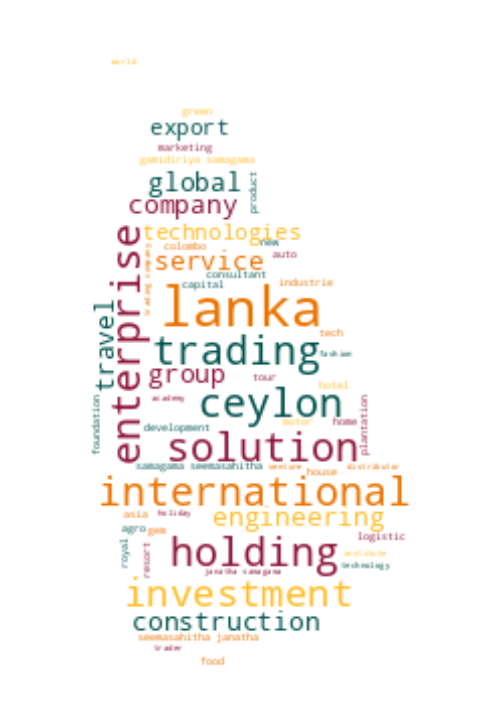 world
green
export
marketing
gamidiriya samagama
global
product
company
technologies
new
colombo
auto
service
consultant
trading company
capital
industrie
enterprise
lanka
travel
tech
trading
fashion
group
tour
hotel
academy
ceylon
foundation
motor
home
plantation
development
solution
samagama seemasahitha
venture
distributor
house
international
asia
holiday
engineering
agro
gem
logistic
royal
resort
holding
technology
janatha samagama
investment
construction
seemasahitha janatha
trader
food